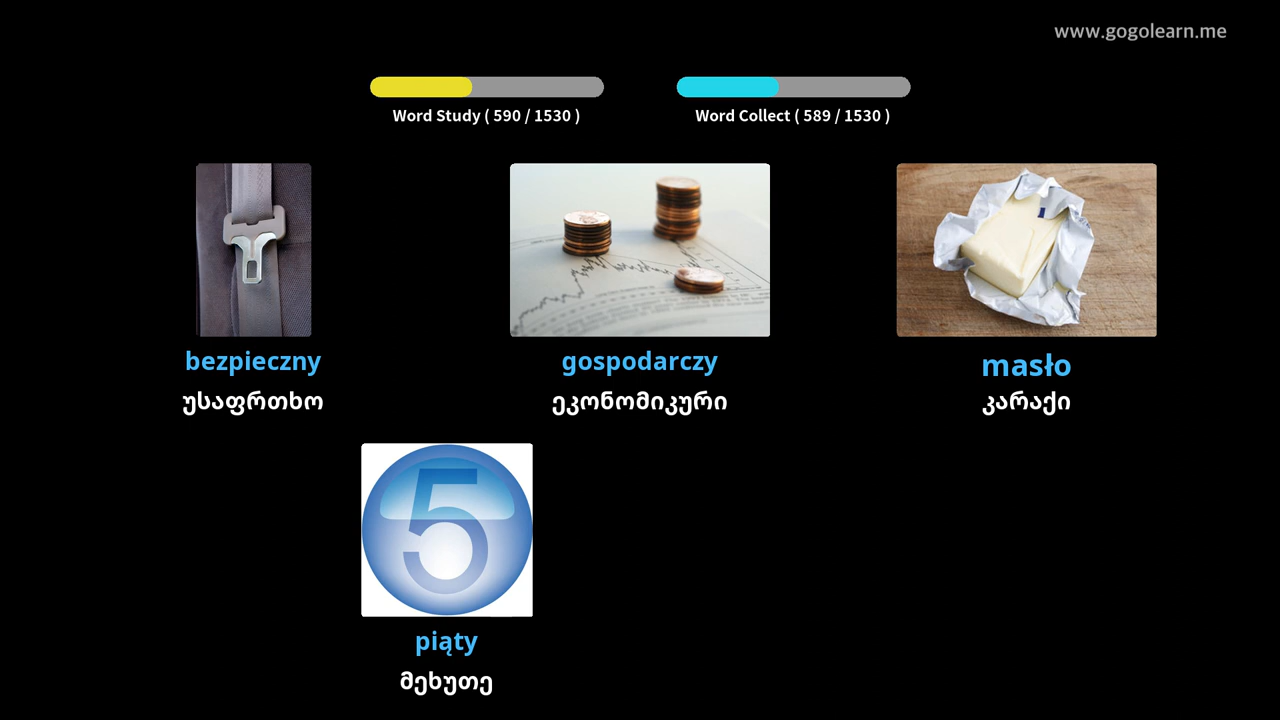 www.gogolearn.me
Word Study ( 590 / 1530 )
Word Collect ( 589 / 1530 )
bezpieczny
gospodarczy
masło
უსაფრთხო
ეკონომიკური
კარაქი
5
piąty
მეხუთე